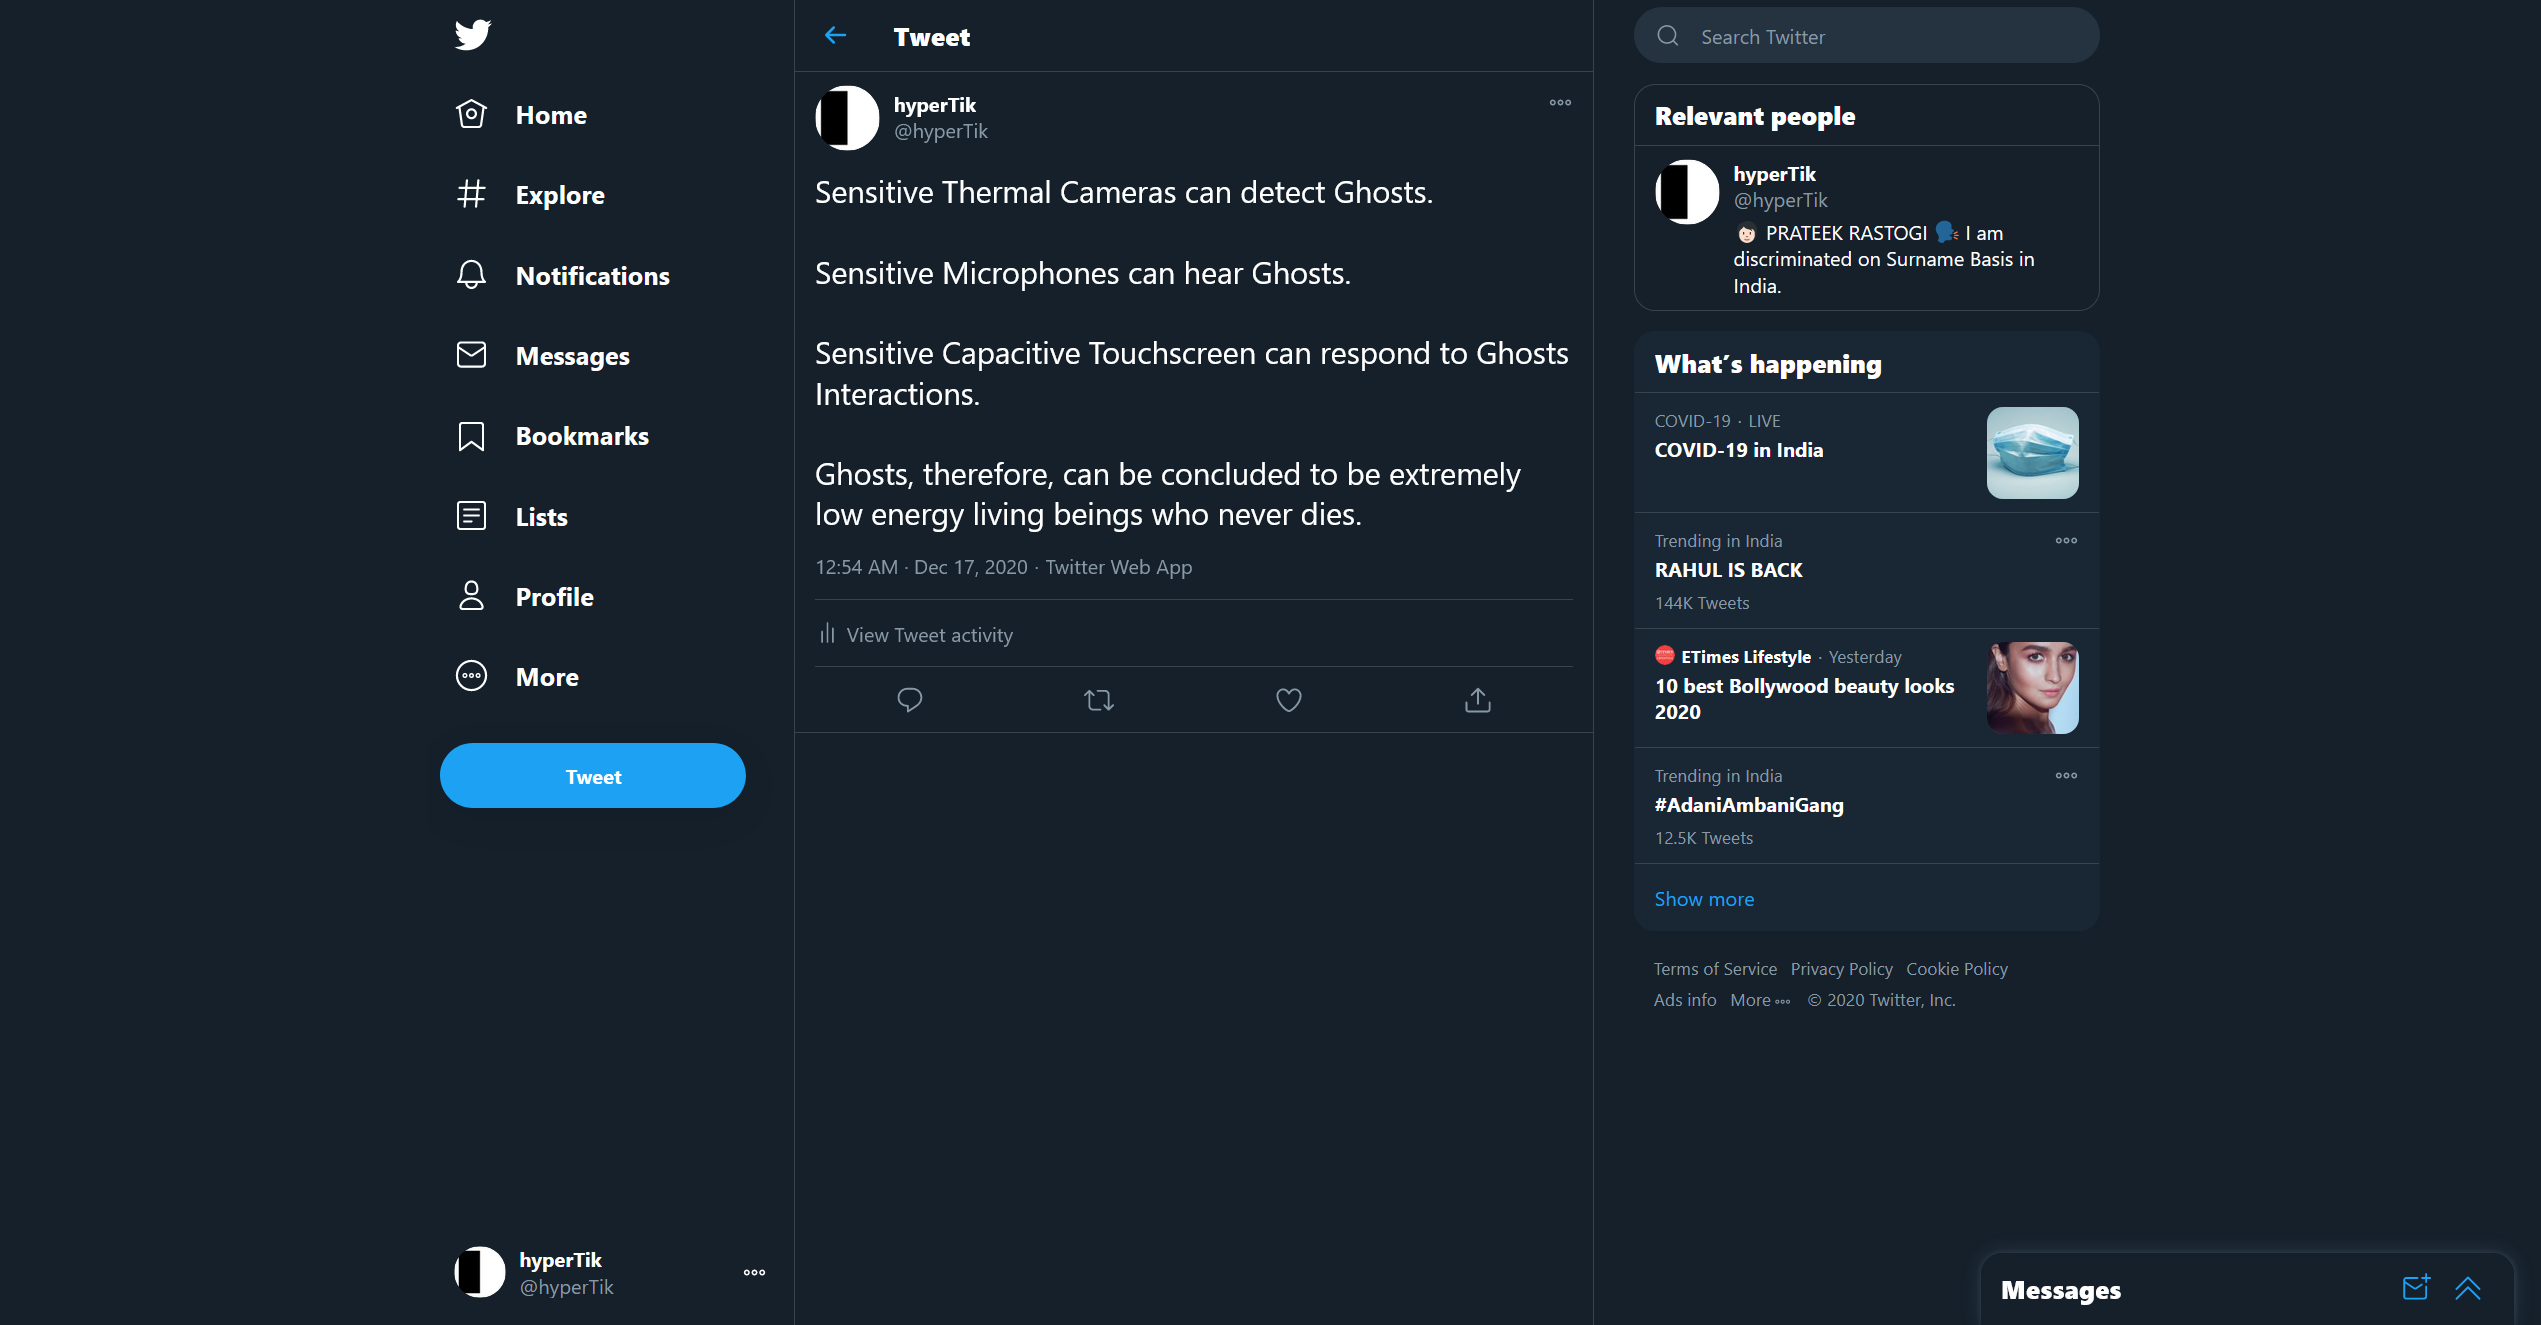 Home
Explore
Notifications
Messages
Bookmarks
Lists
Profile
More
Tweet
hyperTik
@hyperTik
Tweet
hyperTik
@hyperTik
Sensitive Thermal Cameras can detect Ghosts.
Sensitive Microphones can hear Ghosts.
Sensitive Capacitive Touchscreen can respond to Ghosts
Interactions.
Ghosts, therefore, can be concluded to be extremely
low energy living beings who never dies.
12:54 AM · Dec 17, 2020 · Twitter Web App
View Tweet activity
Search Twitter
Relevant people
hyperTik
@hyperTik
👩🏻 PRATEEK RASTOGI 🗣️ I am
discriminated on Surname Basis in
India.
What's happening
COVID-19 · LIVE
COVID-19 in India
Trending in India
RAHUL IS BACK
144K Tweets
ETimes Lifestyle · Yesterday
10 best Bollywood beauty looks
2020
Trending in India
#AdaniAmbaniGang
12.5K Tweets
Show more
Terms of Service Privacy Policy Cookie Policy
Ads info More © 2020 Twitter, Inc.
Messages